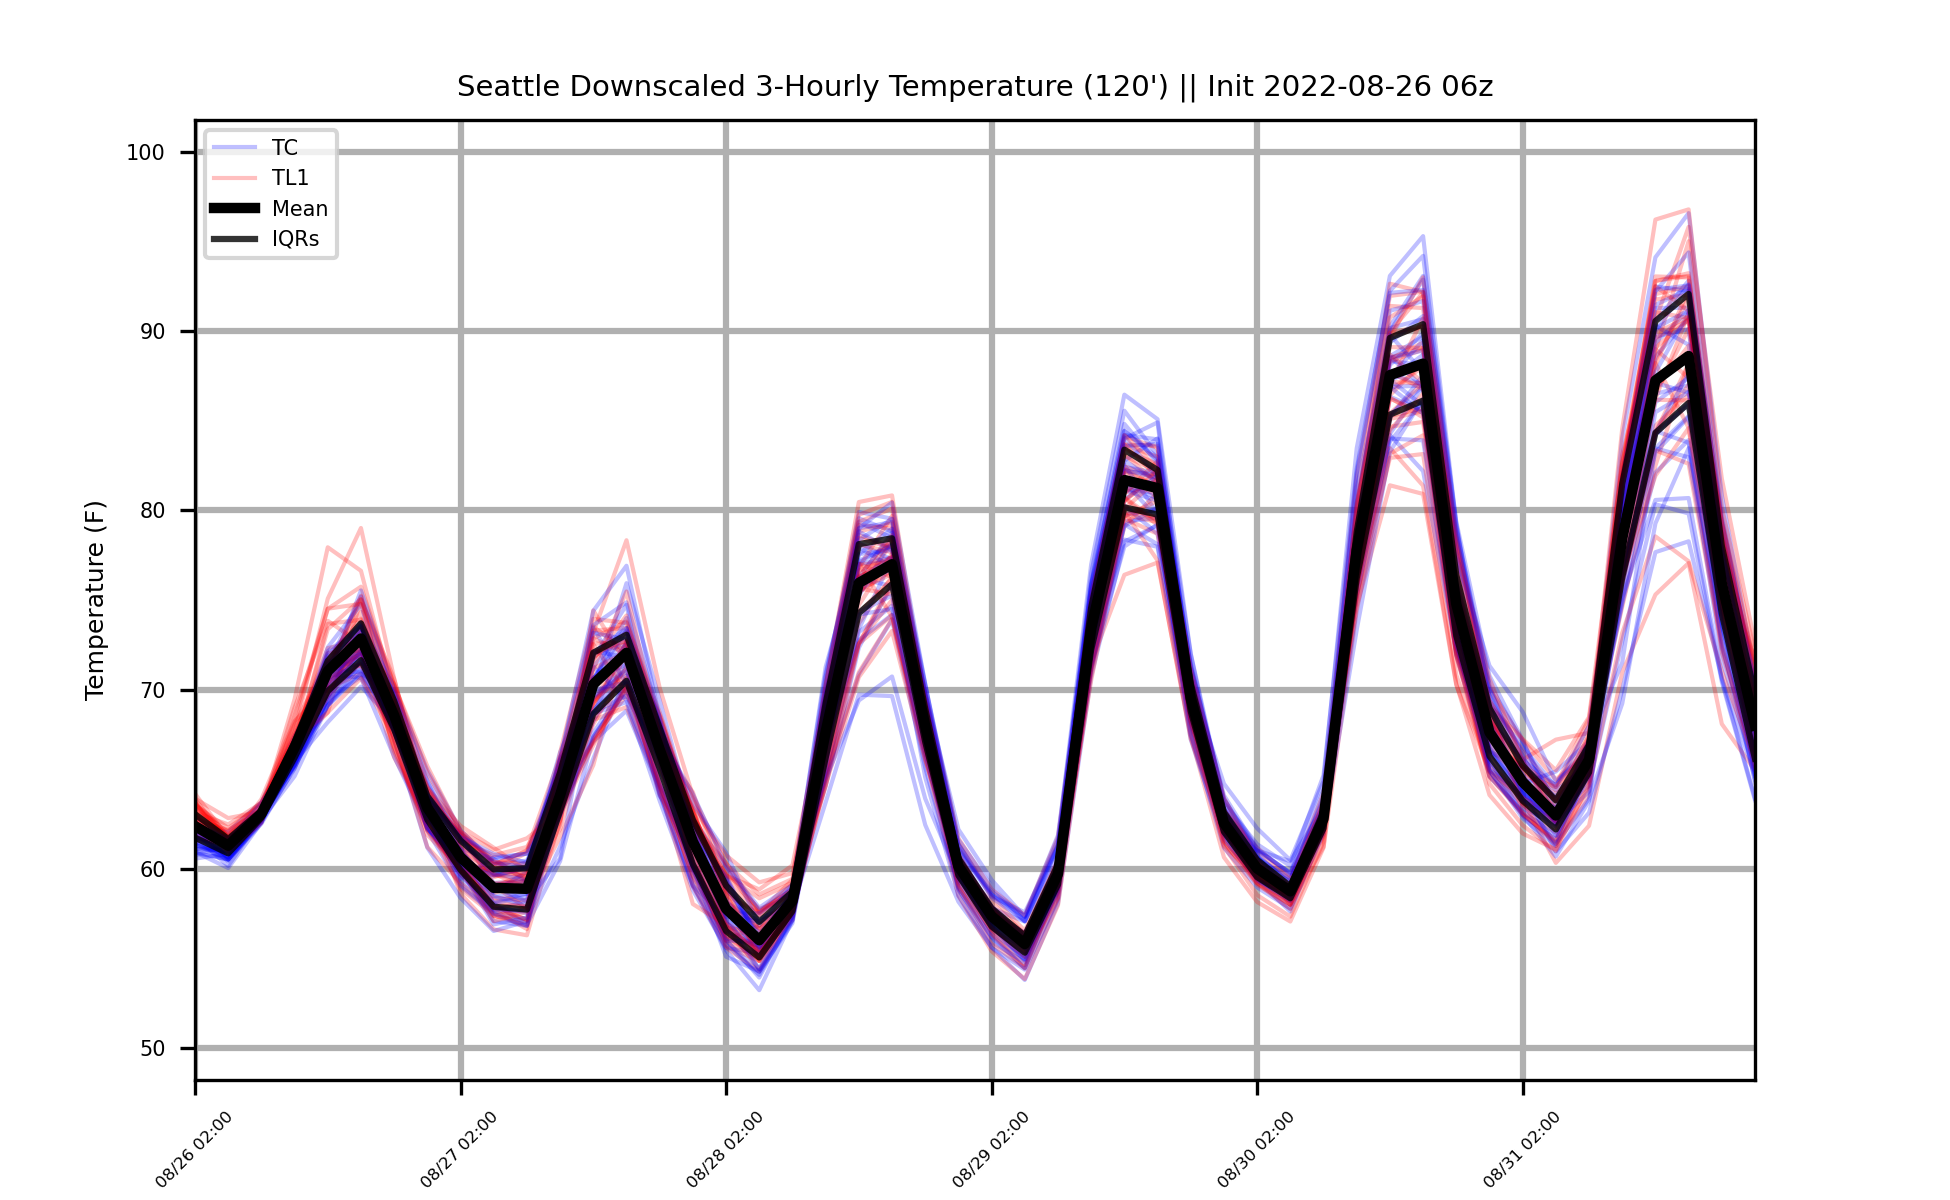 Seattle Downscaled 3-Hourly Temperature (120') || Init 2022-08-26 06z
TC
TL1
Mean
IQRs
Temperature (F)
100
90
80
70
60
50
08/26 02:00
08/27 02:00
08/28 02:00
08/29 02:00
08/30 02:00
08/31 02:00